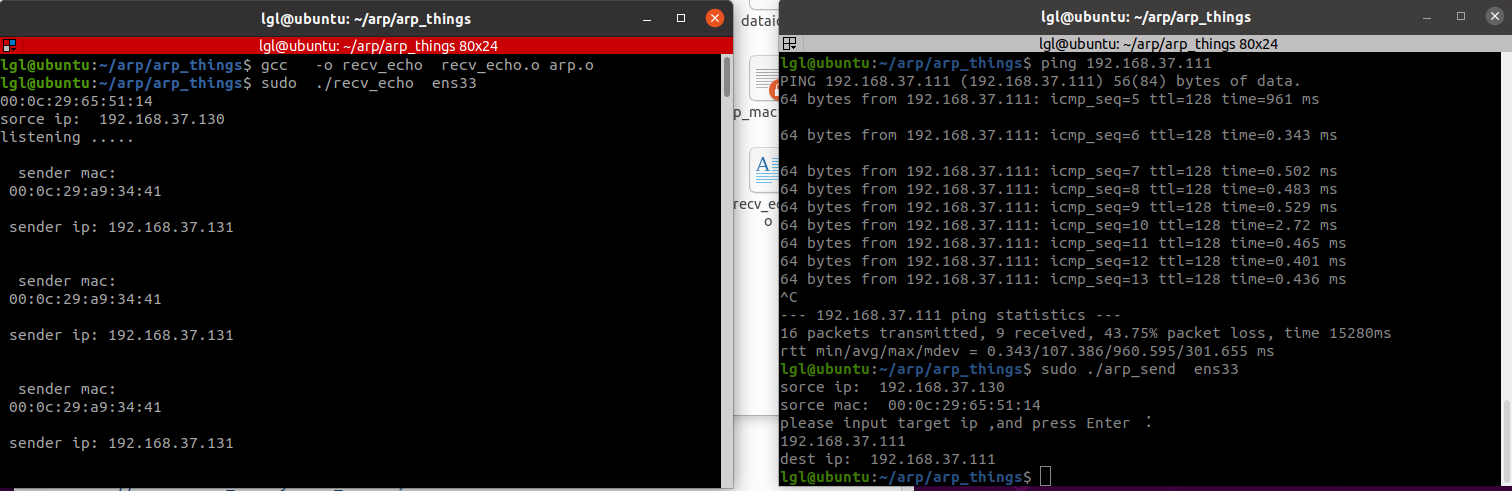 lgl@ubuntu: ~/arp/arp_things
lgl@ubuntu: ~/arp/arp_things 80x24
lgl@ubuntu:~/arp/arp_things$ gcc   -o recv_echo  recv_echo.o arp.o
lgl@ubuntu:~/arp/arp_things$ sudo  ./recv_echo  ens33
00:0c:29:65:51:14
sorce ip:  192.168.37.130
listening .....
sender mac:
00:0c:29:a9:34:41
sender ip: 192.168.37.131
sender mac:
00:0c:29:a9:34:41
sender ip: 192.168.37.131
sender mac:
00:0c:29:a9:34:41
sender ip: 192.168.37.131
dataic
p_mac
A
recv_ec
o
lgl@ubuntu: ~/arp/arp_things
lgl@ubuntu: ~/arp/arp_things 80x24
lgl@ubuntu:~/arp/arp_things$ ping 192.168.37.111
PING 192.168.37.111 (192.168.37.111) 56(84) bytes of data.
64 bytes from 192.168.37.111: icmp_seq=5 ttl=128 time=961 ms
64 bytes from 192.168.37.111: icmp_seq=6 ttl=128 time=0.343 ms
64 bytes from 192.168.37.111: icmp_seq=7 ttl=128 time=0.502 ms
64 bytes from 192.168.37.111: icmp_seq=8 ttl=128 time=0.483 ms
64 bytes from 192.168.37.111: icmp_seq=9 ttl=128 time=0.529 ms
64 bytes from 192.168.37.111: icmp_seq=10 ttl=128 time=2.72 ms
64 bytes from 192.168.37.111: icmp_seq=11 ttl=128 time=0.465 ms
64 bytes from 192.168.37.111: icmp_seq=12 ttl=128 time=0.401 ms
64 bytes from 192.168.37.111: icmp_seq=13 ttl=128 time=0.436 ms
^C
--- 192.168.37.111 ping statistics ---
16 packets transmitted, 9 received, 43.75% packet loss, time 15280ms
rtt min/avg/max/mdev = 0.343/107.386/960.595/301.655 ms
lgl@ubuntu:~/arp/arp_things$ sudo ./arp_send  ens33
sorce ip:  192.168.37.130
sorce mac:  00:0c:29:65:51:14
please input target ip ,and press Enter ：
192.168.37.111
dest ip:  192.168.37.111
lgl@ubuntu:~/arp/arp_things$